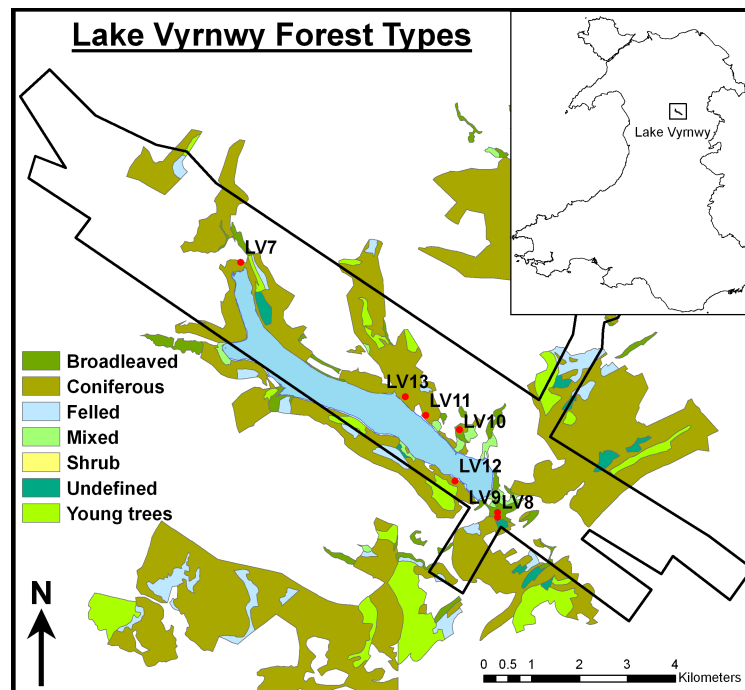 Lake Vyrnwy Forest Types
Lake Vyrnwy
LV7
Broadleaved
Coniferous
Felled
Mixed
Shrub
Undefined
Young trees
LV13
LV11
LV10
LV12
LV9
LV8
N
0 0.5 1 2 3 4
Kilometers